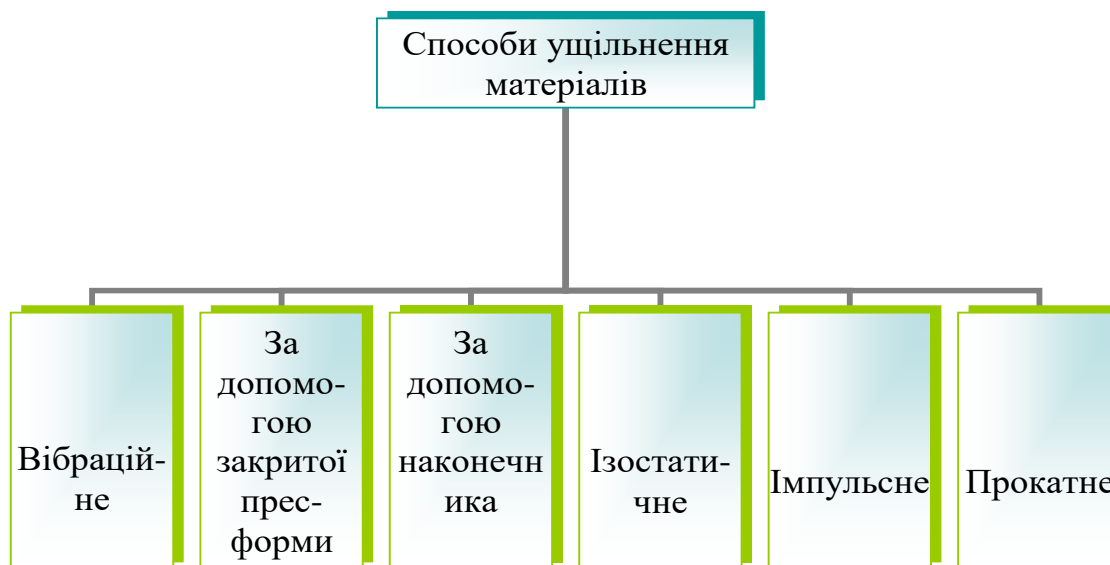 Способи ущільнення
матеріалів
Вібрацій-
не
За
допомо-
гою
закритої
прес-
форми
За
допомо-
гою
наконечн
ика
Ізостати-
чне
Імпульсне
Прокатне